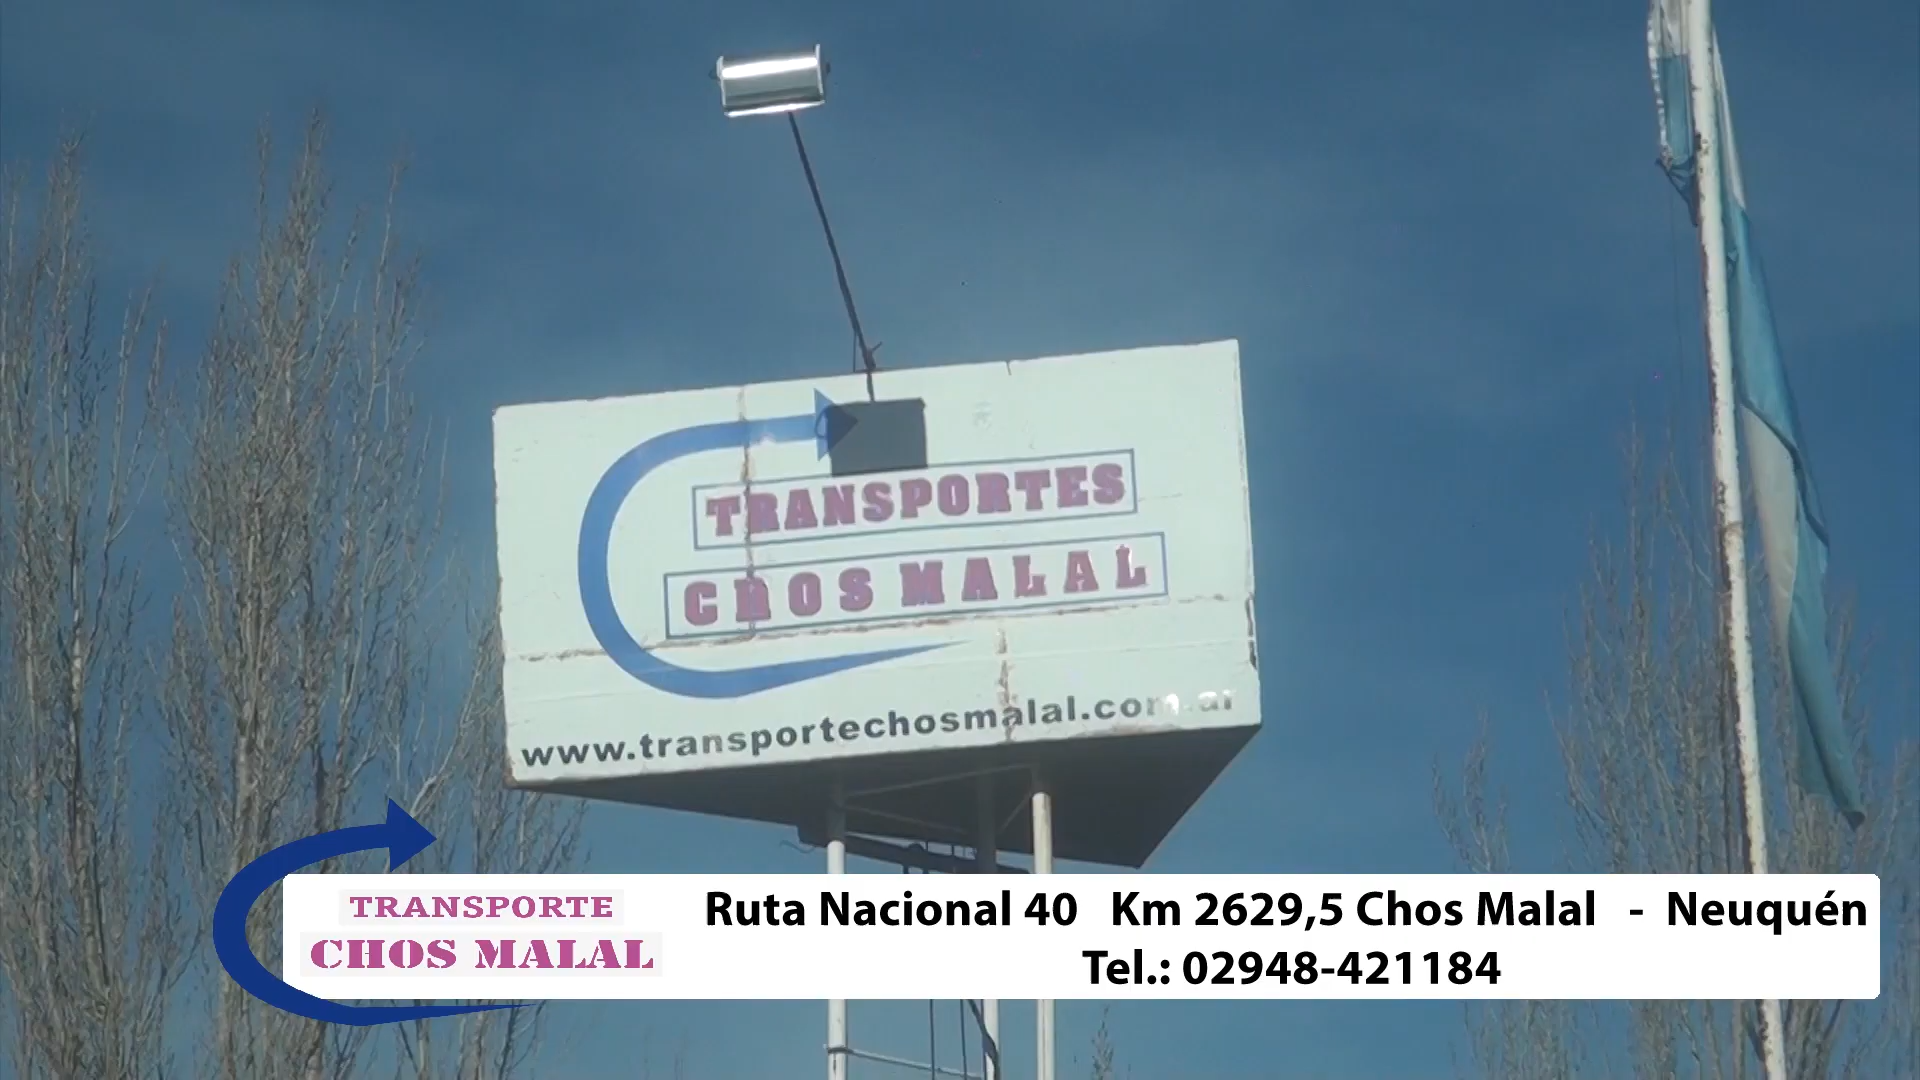 TRANSPORTES
CHOS MALAL
www.transportechosmalal.com.ar
TRANSPORTE
CHOS MALAL
Ruta Nacional 40 Km 2629,5 Chos Malal - Neuquén
Tel.: 02948-421184